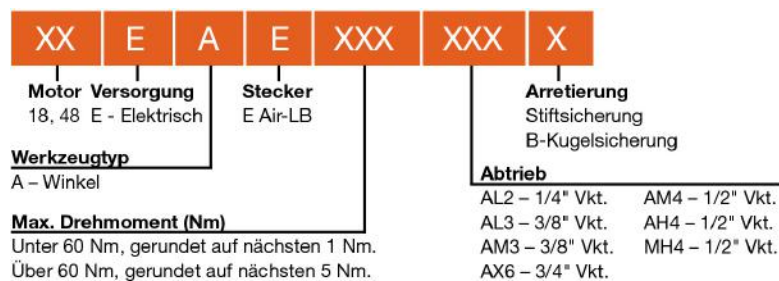 XX E A E XXX XXX X
Motor Versorgung Stecker Arretierung
18, 48 E - Elektrisch E Air-LB Stiftsicherung
B-Kugelsicherung
Werkzeugtyp
A – Winkel
Abtrieb
AL2 – 1/4" Vkt. AM4 – 1/2" Vkt.
AL3 – 3/8" Vkt. AH4 – 1/2" Vkt.
AM3 – 3/8" Vkt. MH4 – 1/2" Vkt.
AX6 – 3/4" Vkt.
Max. Drehmoment (Nm)
Unter 60 Nm, gerundet auf nächsten 1 Nm.
Über 60 Nm, gerundet auf nächsten 5 Nm.